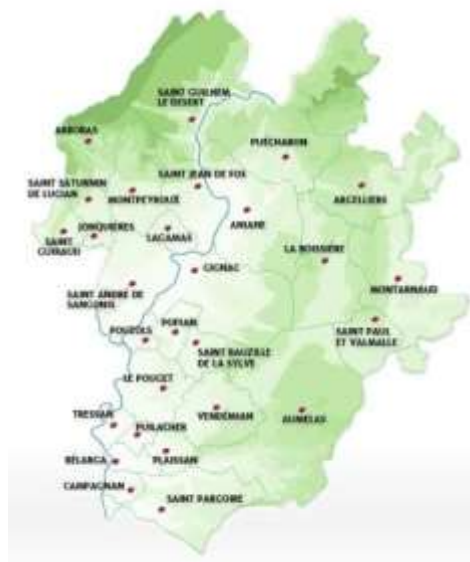 SAINT GUILHEM
LE DESERT
ARBORAS
PUECHABON
SAINT JEAN DE FOS
SAINT SATURNIN
DE LUCIAN
MONTPEYROUX
ARGELLIERS
ANIANE
JONQUIERES
LAGAMAS
SAINT
GUIRAUD
LA BOISSIERE
GIGNAC
MONTARNAUD
SAINT ANDRE DE
SANGONIS
POUZOLS
POPIAN
SAINT PAUL
ET VALMALLE
SAINT BAUZILLE
DE LA SYLVE
LE POUGET
TRESSAN
VENDEMIAN
AUMELAS
PUILACHER
BELARGA
PLAISSAN
CAMPAGNAN
SAINT PARGOIRE